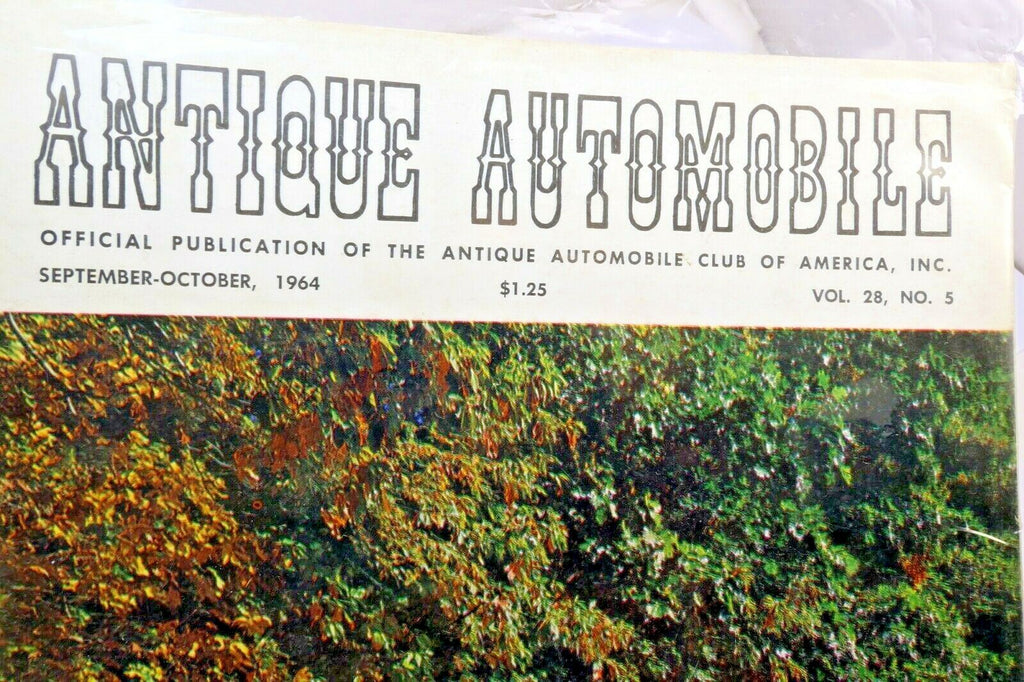 ANTIQUE AUTOMOBILE
OFFICIAL PUBLICATION OF THE ANTIQUE AUTOMOBILE CLUB OF AMERICA, INC.
SEPTEMBER-OCTOBER, 1964 $1.25 VOL. 28, NO. 5